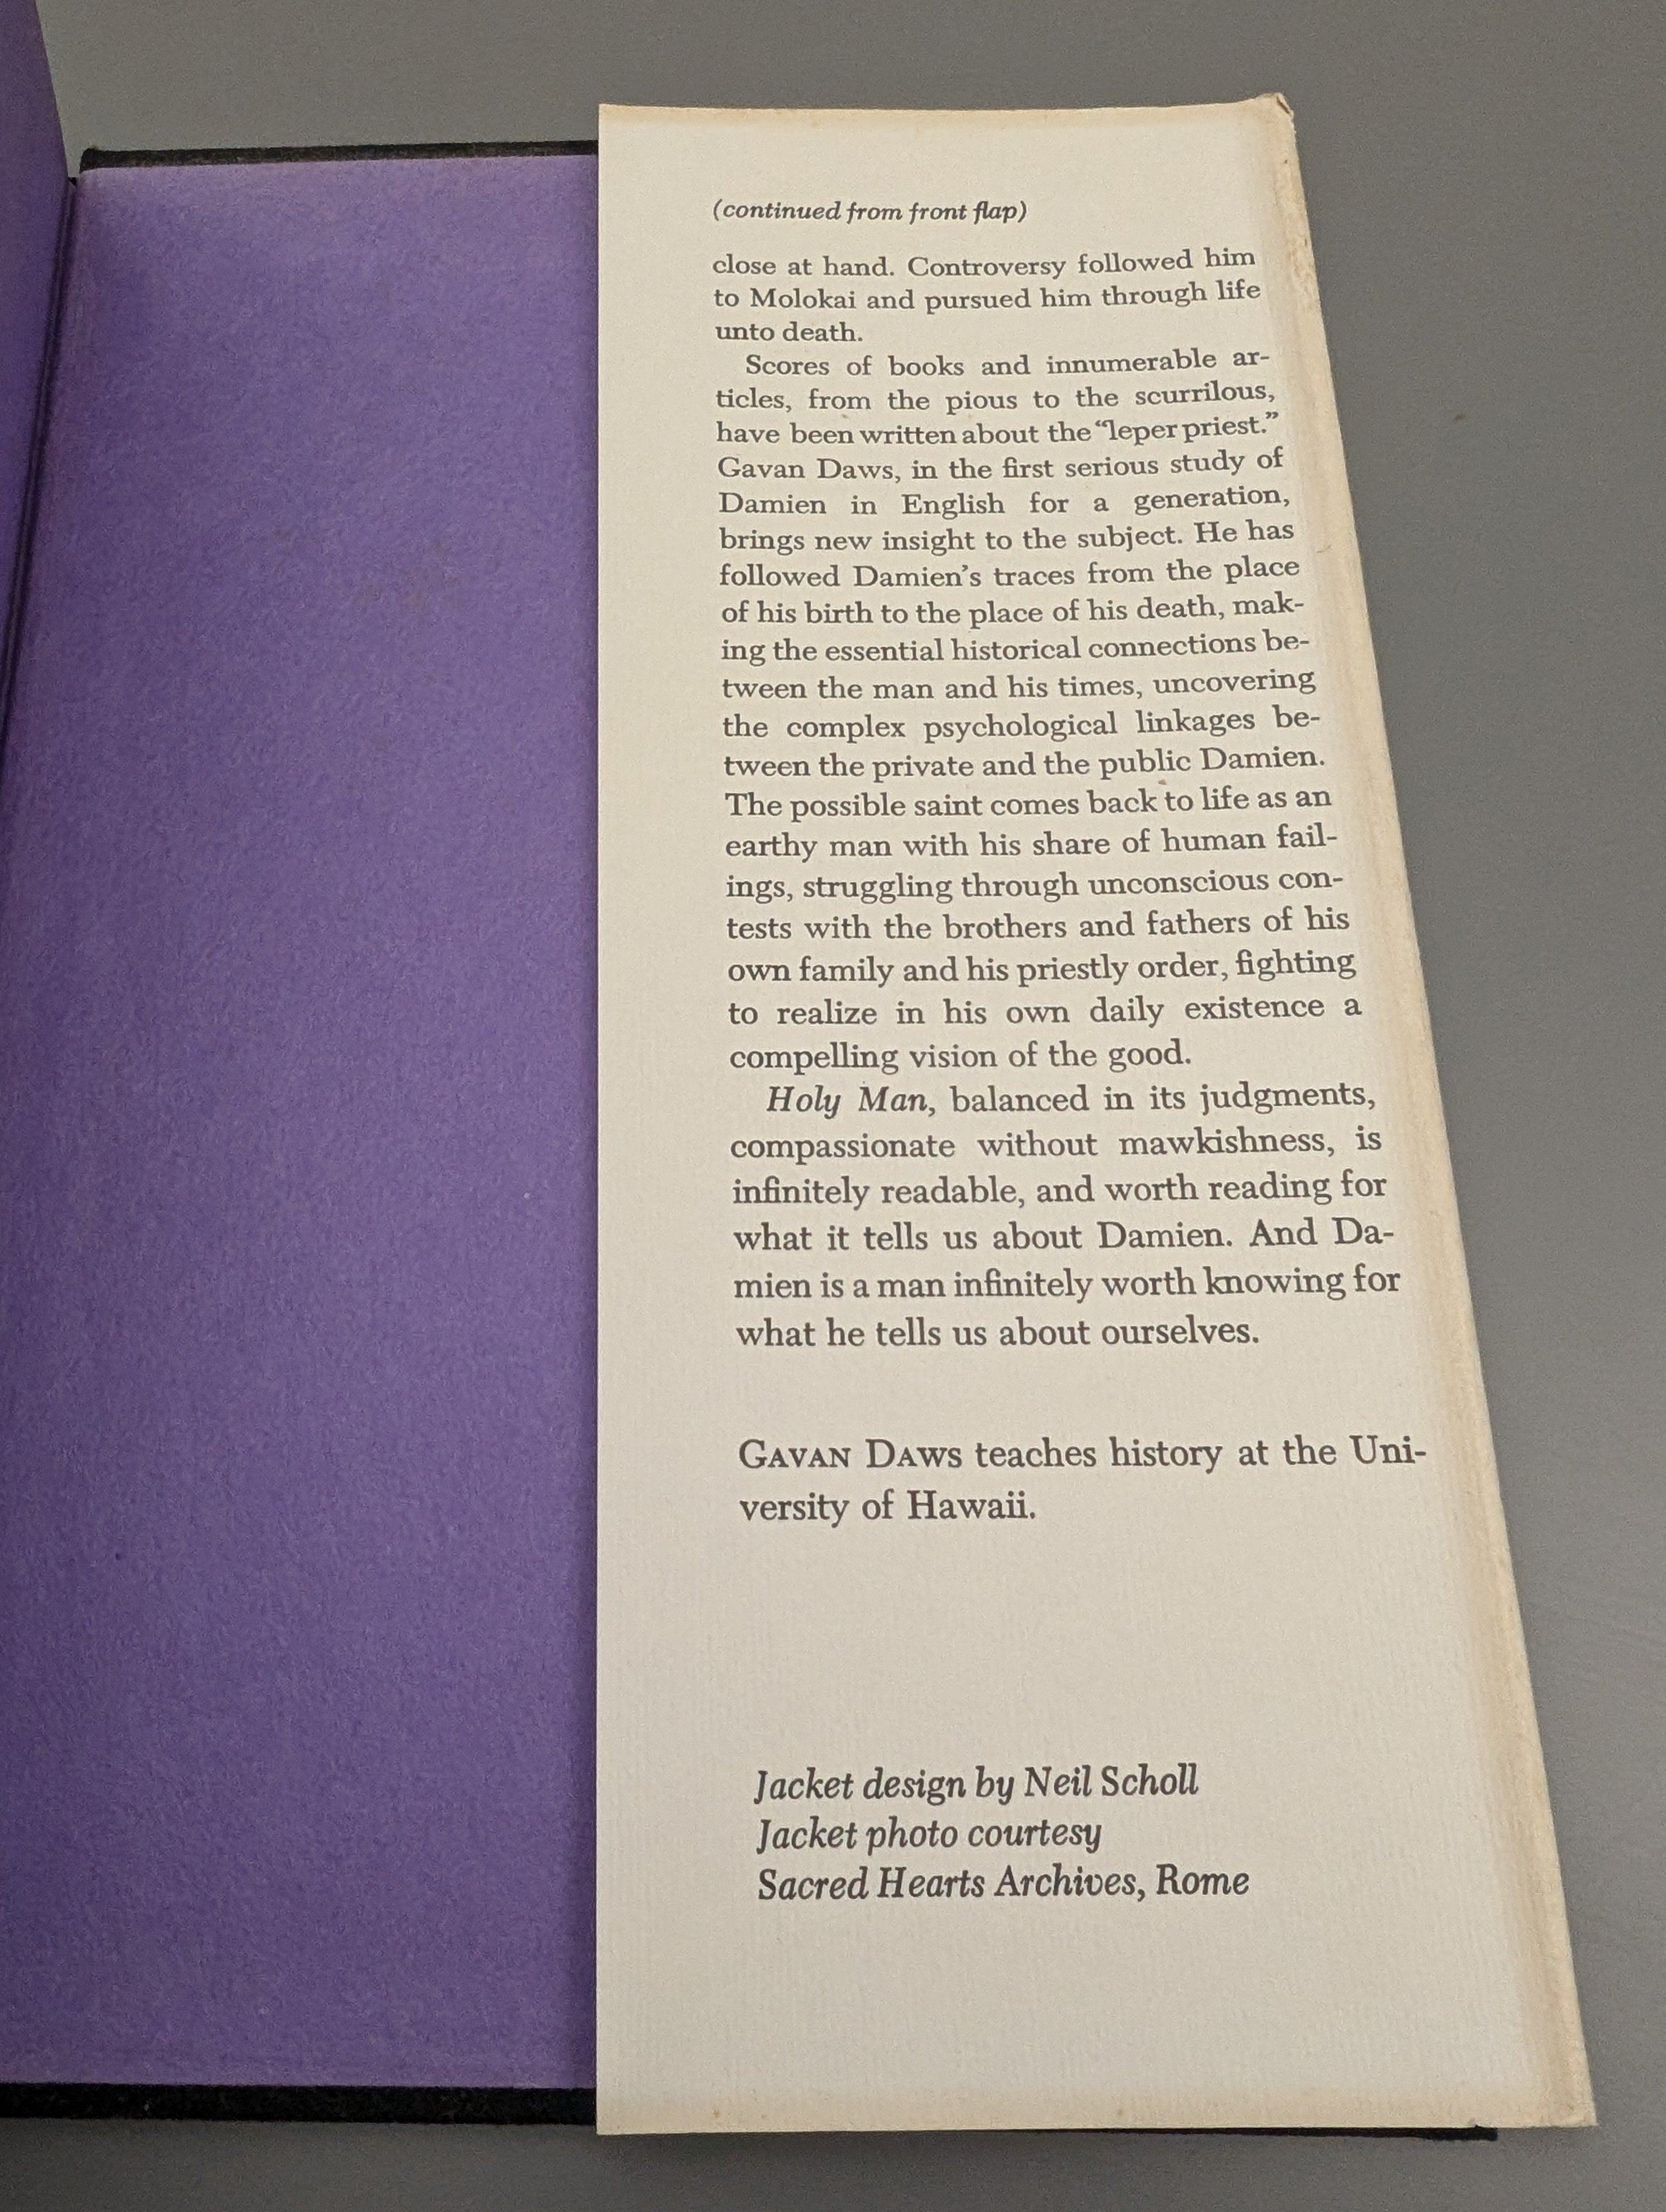 (continued from front flap)
close at hand. Controversy followed him
to Molokai and pursued him through life
unto death.
Scores of books and innumerable ar-
ticles, from the pious to the scurrilous,
have been written about the “leper priest.”
Gavan Daws, in the first serious study of
Damien in English for a generation,
brings new insight to the subject. He has
followed Damien’s traces from the place
of his birth to the place of his death, mak-
ing the essential historical connections be-
tween the man and his times, uncovering
the complex psychological linkages be-
tween the private and the public Damien.
The possible saint comes back to life as an
earthy man with his share of human fail-
ings, struggling through unconscious con-
tests with the brothers and fathers of his
own family and his priestly order, fighting
to realize in his own daily existence a
compelling vision of the good.
Holy Man, balanced in its judgments,
compassionate without mawkishness, is
infinitely readable, and worth reading for
what it tells us about Damien. And Da-
mien is a man infinitely worth knowing for
what he tells us about ourselves.
GAVAN DAWS teaches history at the Uni-
versity of Hawaii.
Jacket design by Neil Scholl
Jacket photo courtesy
Sacred Hearts Archives, Rome